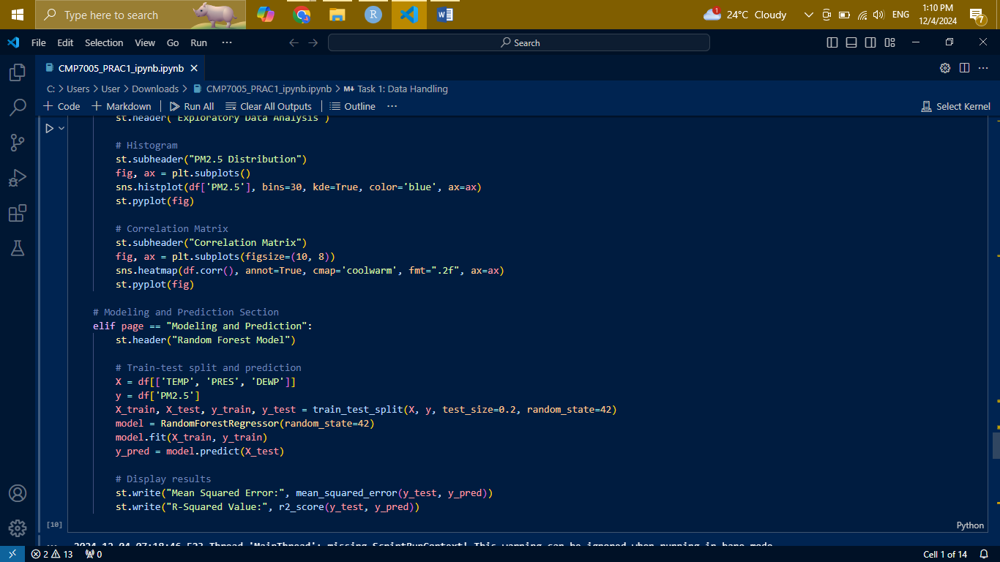 Type here to search
1
24°C Cloudy
ENG
1:10 PM
12/4/2024
7
File Edit Selection View Go Run ···
Search
CMP7005_PRAC1_ipynb.ipynb
C: > Users > User > Downloads > CMP7005_PRAC1_ipynb.ipynb > Task 1: Data Handling
+ Code + Markdown Run All Clear All Outputs Outline ··· Select Kernel
st.header("Exploratory Data Analysis")
# Histogram
st.subheader("PM2.5 Distribution")
fig, ax = plt.subplots()
sns.histplot(df['PM2.5'], bins=30, kde=True, color='blue', ax=ax)
st.pyplot(fig)
# Correlation Matrix
st.subheader("Correlation Matrix")
fig, ax = plt.subplots(figsize=(10, 8))
sns.heatmap(df.corr(), annot=True, cmap='coolwarm', fmt=".2f", ax=ax)
st.pyplot(fig)
# Modeling and Prediction Section
elif page == "Modeling and Prediction":
st.header("Random Forest Model")
# Train-test split and prediction
X = df[['TEMP', 'PRES', 'DEWP']]
y = df['PM2.5']
X_train, X_test, y_train, y_test = train_test_split(X, y, test_size=0.2, random_state=42)
model = RandomForestRegressor(random_state=42)
model.fit(X_train, y_train)
y_pred = model.predict(X_test)
# Display results
st.write("Mean Squared Error:", mean_squared_error(y_test, y_pred))
st.write("R-Squared Value:", r2_score(y_test, y_pred))
[10]
Python
2024-12-04 07:18:46.523 Thread 'MainThread': missing ScriptRunContext! This warning can be ignored when running in bare mode.
2 13 0
Cell 1 of 14